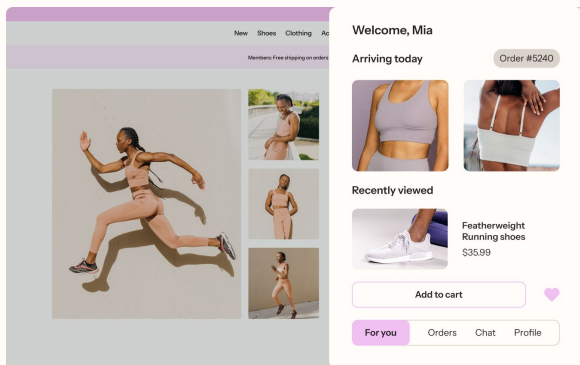 New Shoes Clothing
Members: Free shipping on orders
Welcome, Mia
Arriving today
Order #5240
Recently viewed
Featherweight
Running shoes
$35.99
Add to cart
For you Orders Chat Profile